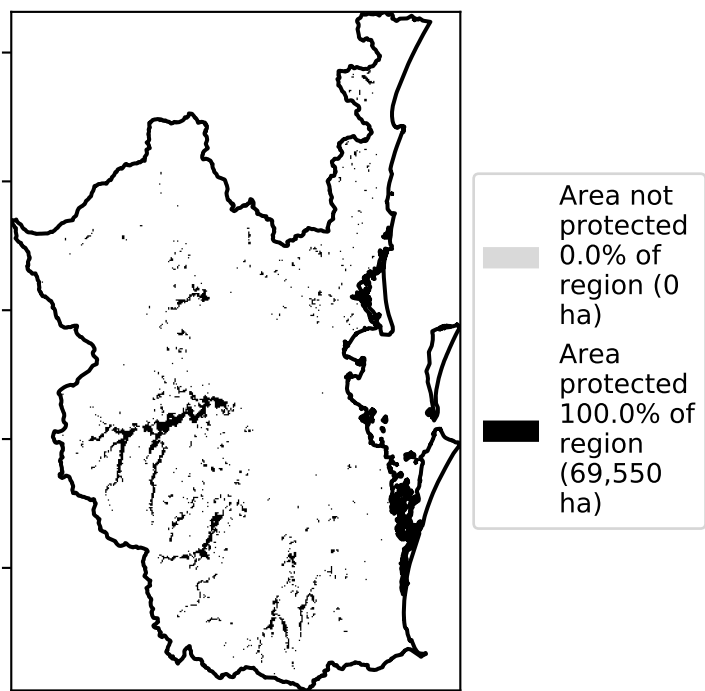 Area not
protected
0.0% of
region (0
ha)
Area
protected
100.0% of
region
(69,550
ha)